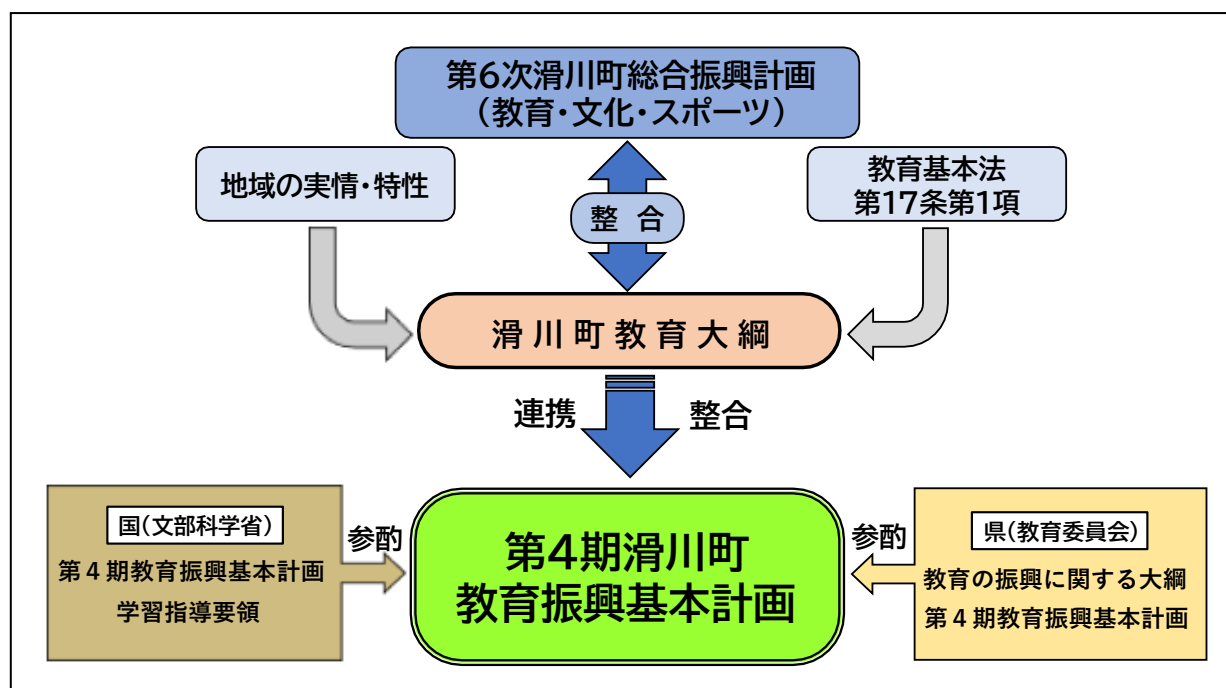 第6次滑川町総合振興計画
（教育・文化・スポーツ）
地域の実情・特性
教育基本法
第17条第1項
整 合
滑 川 町 教 育 大 綱
連携
整合
国(文部科学省)
第４期教育振興基本計画
学習指導要領
参酌
第4期滑川町
教育振興基本計画
参酌
県(教育委員会)
教育の振興に関する大綱
第４期教育振興基本計画